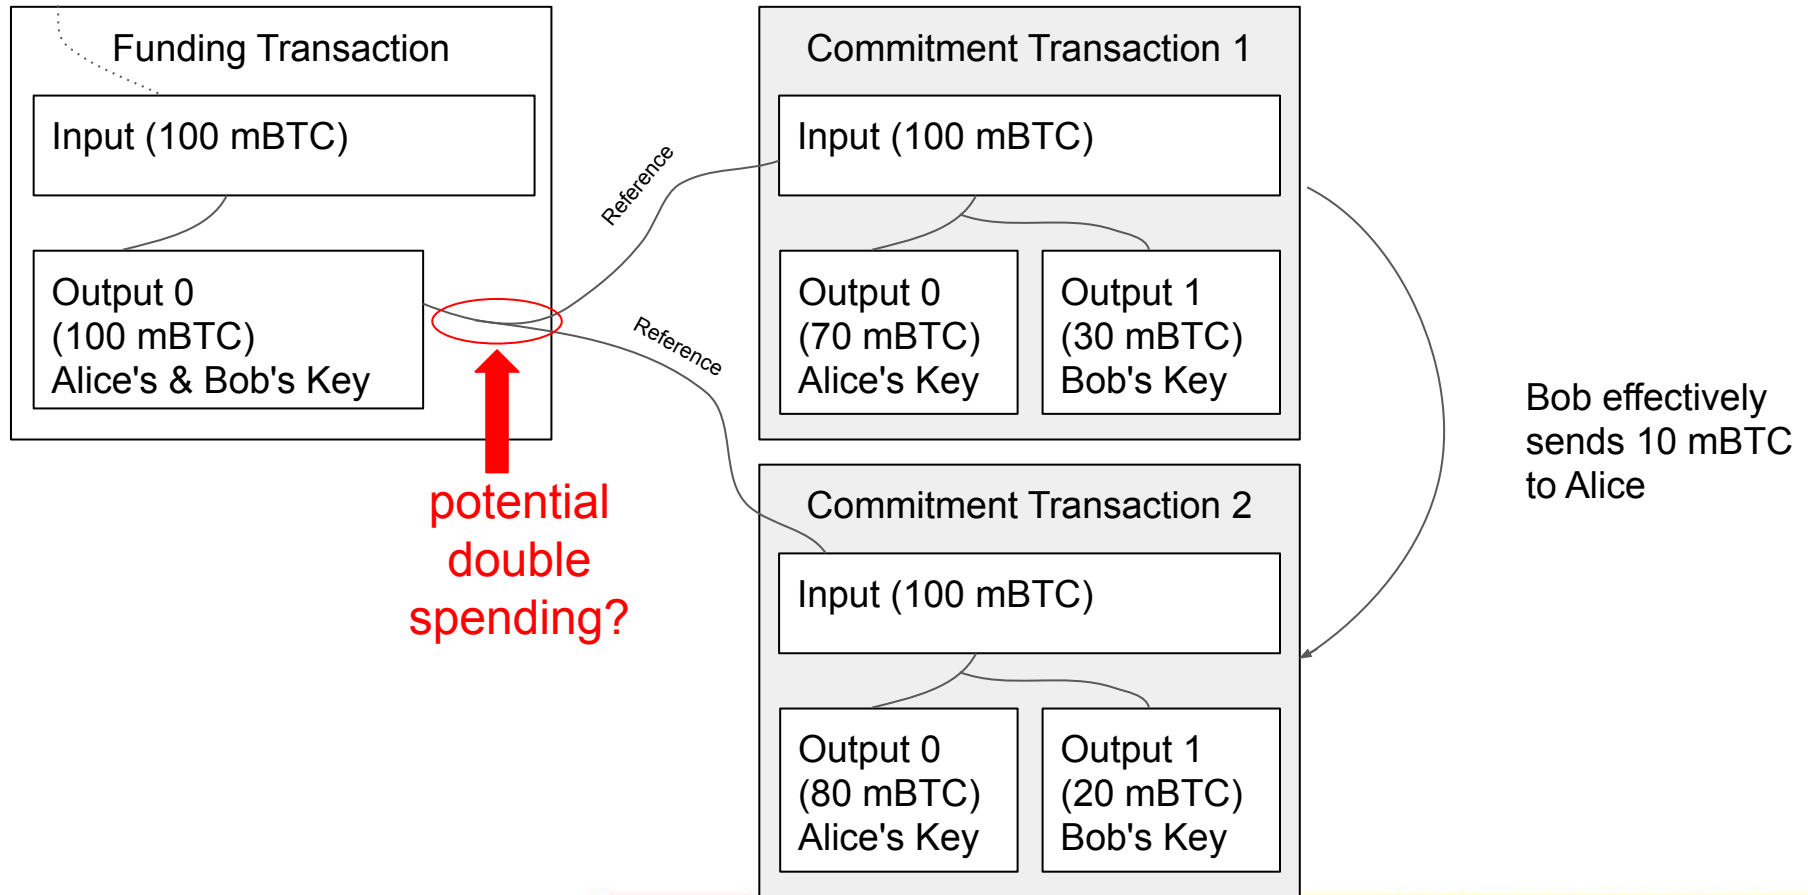 Funding Transaction
Input (100 mBTC)
Output 0
(100 mBTC)
Alice's & Bob's Key
potential
double
spending?
Reference
Reference
Commitment Transaction 1
Input (100 mBTC)
Output 0
(70 mBTC)
Alice's Key
Output 1
(30 mBTC)
Bob's Key
Commitment Transaction 2
Input (100 mBTC)
Output 0
(80 mBTC)
Alice's Key
Output 1
(20 mBTC)
Bob's Key
Bob effectively
sends 10 mBTC
to Alice